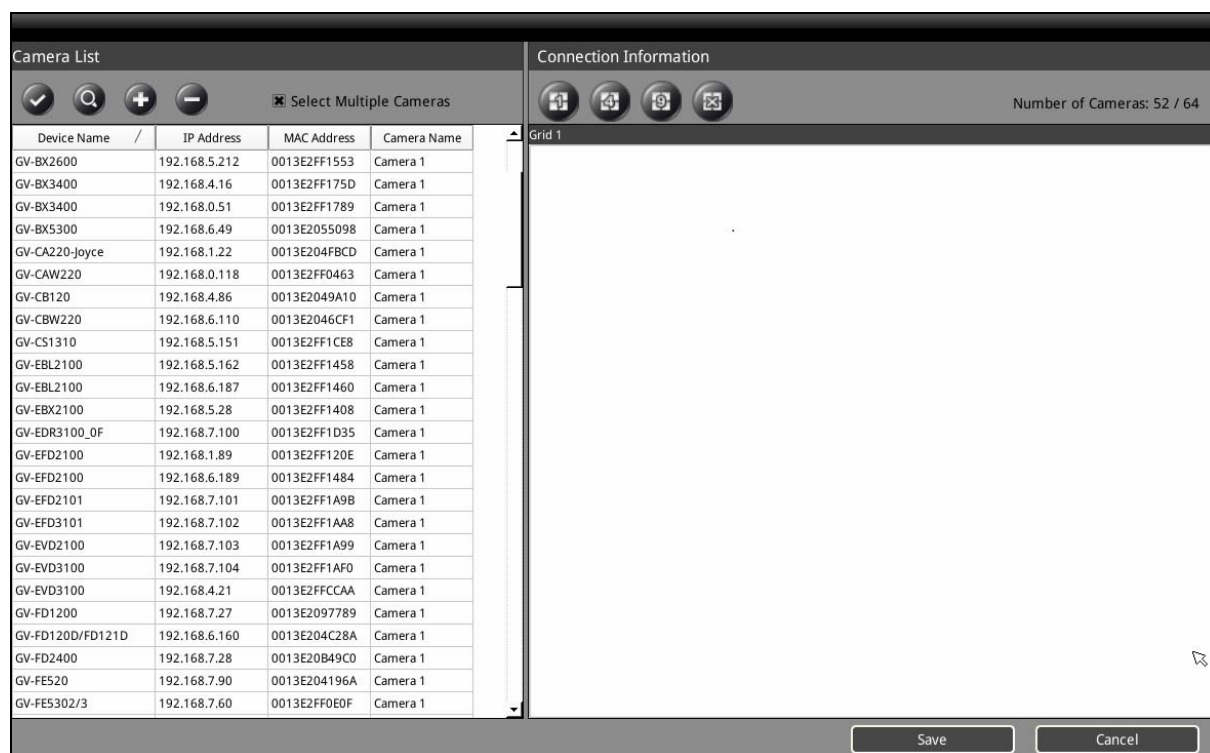 Camera List
Connection Information
Select Multiple Cameras
1 4 9
Number of Cameras: 52 / 64
Device Name / IP Address MAC Address Camera Name
Grid 1
GV-BX2600 192.168.5.212 0013E2FF1553 Camera 1
GV-BX3400 192.168.4.16 0013E2FF175D Camera 1
GV-BX3400 192.168.0.51 0013E2FF1789 Camera 1
GV-BX5300 192.168.6.49 0013E2055098 Camera 1
GV-CA220-Joyce 192.168.1.22 0013E204FBCD Camera 1
GV-CAW220 192.168.0.118 0013E2FF0463 Camera 1
GV-CB120 192.168.4.86 0013E2049A10 Camera 1
GV-CBW220 192.168.6.110 0013E2046CF1 Camera 1
GV-CS1310 192.168.5.151 0013E2FF1CE8 Camera 1
GV-EBL2100 192.168.5.162 0013E2FF1458 Camera 1
GV-EBL2100 192.168.6.187 0013E2FF1460 Camera 1
GV-EBX2100 192.168.5.28 0013E2FF1408 Camera 1
GV-EDR3100_0F 192.168.7.100 0013E2FF1D35 Camera 1
GV-EFD2100 192.168.1.89 0013E2FF120E Camera 1
GV-EFD2100 192.168.6.189 0013E2FF1484 Camera 1
GV-EFD2101 192.168.7.101 0013E2FF1A9B Camera 1
GV-EFD3101 192.168.7.102 0013E2FF1AA8 Camera 1
GV-EVD2100 192.168.7.103 0013E2FF1A99 Camera 1
GV-EVD3100 192.168.7.104 0013E2FF1AF0 Camera 1
GV-EVD3100 192.168.4.21 0013E2FFCCAA Camera 1
GV-FD1200 192.168.7.27 0013E2097789 Camera 1
GV-FD120D/FD121D 192.168.6.160 0013E204C28A Camera 1
GV-FD2400 192.168.7.28 0013E20B49C0 Camera 1
GV-FE520 192.168.7.90 0013E204196A Camera 1
GV-FE5302/3 192.168.7.60 0013E2FF0E0F Camera 1
Save
Cancel